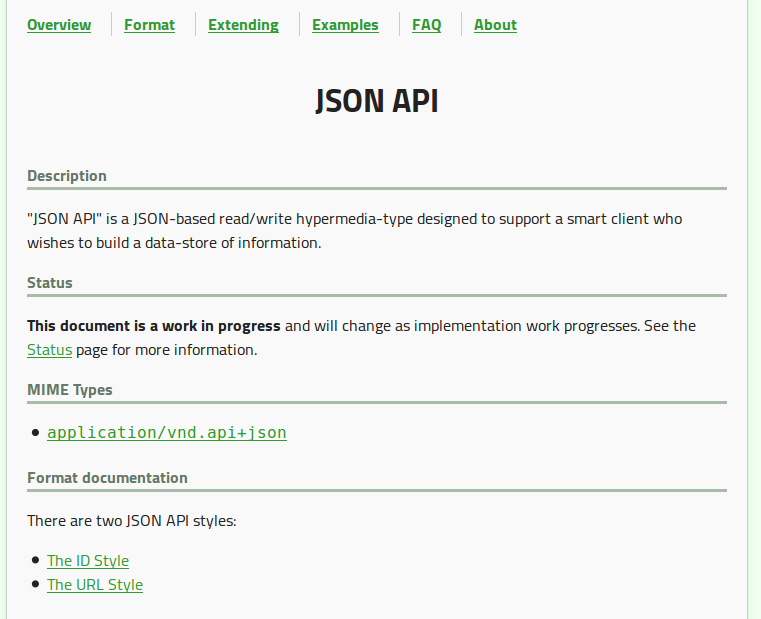 Overview Format Extending Examples FAQ About
JSON API
Description
"JSON API" is a JSON-based read/write hypermedia-type designed to support a smart client who
wishes to build a data-store of information.
Status
This document is a work in progress and will change as implementation work progresses. See the
Status page for more information.
MIME Types
application/vnd.api+json
Format documentation
There are two JSON API styles:
The ID Style
The URL Style